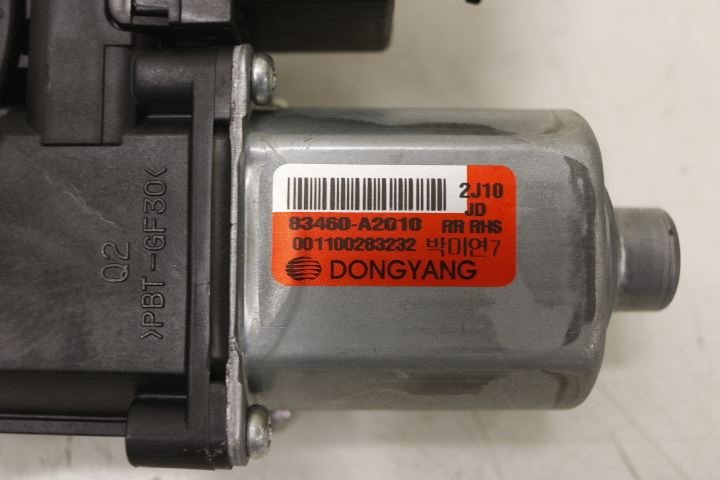 2J10
JD
83460-A2010 RR RHS
001100283232 박미연7
DONGYANG
Q2
>PBT-GF30<